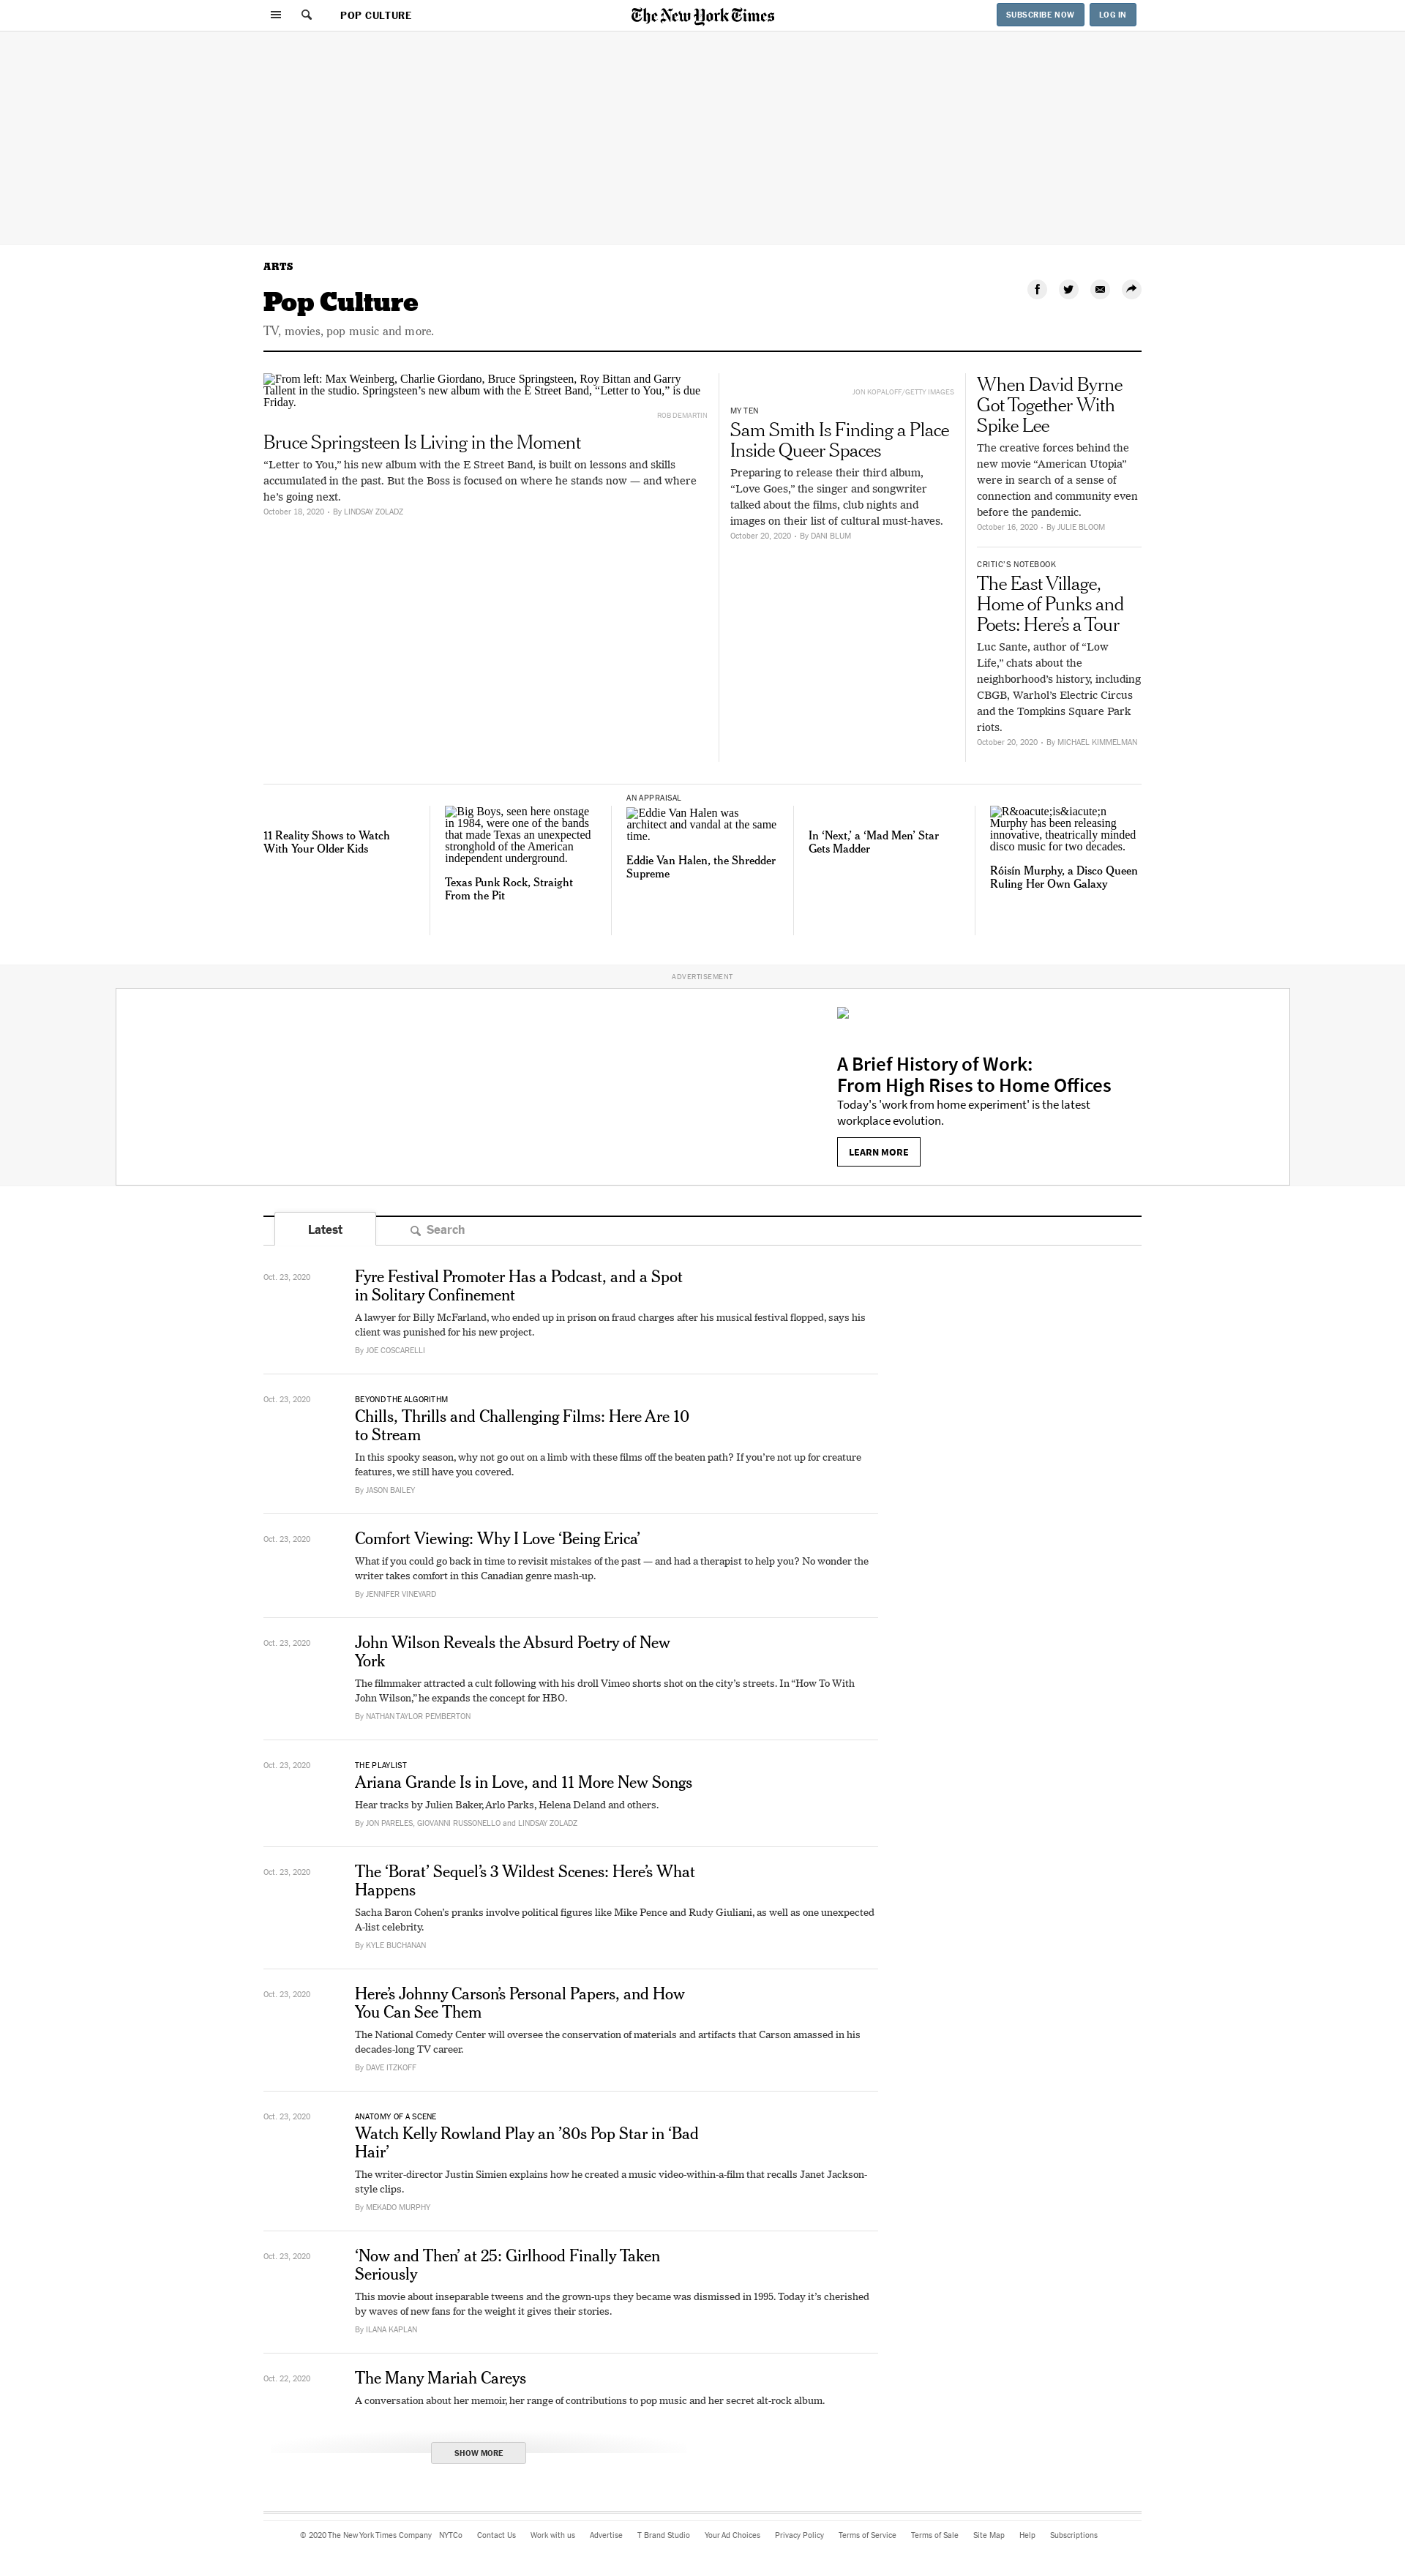 POP CULTURE
The New York Times
SUBSCRIBE NOW
LOG IN
ARTS
Pop Culture
TV, movies, pop music and more.
From left: Max Weinberg, Charlie Giordano, Bruce Springsteen, Roy Bittan and Garry
Tallent in the studio. Springsteen's new album with the E Street Band, “Letter to You,” is due
Friday.
ROB DEMARTIN
Bruce Springsteen Is Living in the Moment
“Letter to You,” his new album with the E Street Band, is built on lessons and skills
accumulated in the past. But the Boss is focused on where he stands now — and where
he’s going next.
October 18, 2020 • By LINDSAY ZOLADZ
JON KOPALOFF/GETTY IMAGES
MY TEN
Sam Smith Is Finding a Place
Inside Queer Spaces
Preparing to release their third album,
“Love Goes,” the singer and songwriter
talked about the films, club nights and
images on their list of cultural must-haves.
October 20, 2020 • By DANI BLUM
When David Byrne
Got Together With
Spike Lee
The creative forces behind the
new movie “American Utopia”
were in search of a sense of
connection and community even
before the pandemic.
October 16, 2020 • By JULIE BLOOM
CRITIC’S NOTEBOOK
The East Village,
Home of Punks and
Poets: Here’s a Tour
Luc Sante, author of “Low
Life,” chats about the
neighborhood’s history, including
CBGB, Warhol’s Electric Circus
and the Tompkins Square Park
riots.
October 20, 2020 • By MICHAEL KIMMELMAN
11 Reality Shows to Watch
With Your Older Kids
Big Boys, seen here onstage
in 1984, were one of the bands
that made Texas an unexpected
stronghold of the American
independent underground.
Texas Punk Rock, Straight
From the Pit
AN APPRAISAL
Eddie Van Halen was
architect and vandal at the same
time.
Eddie Van Halen, the Shredder
Supreme
In ‘Next,’ a ‘Mad Men’ Star
Gets Madder
R&oacute;is&iacute;n
Murphy has been releasing
innovative, theatrically minded
disco music for two decades.
Róisín Murphy, a Disco Queen
Ruling Her Own Galaxy
ADVERTISEMENT
A Brief History of Work:
From High Rises to Home Offices
Today's 'work from home experiment' is the latest
workplace evolution.
LEARN MORE
Latest
Search
Oct. 23, 2020
Fyre Festival Promoter Has a Podcast, and a Spot
in Solitary Confinement
A lawyer for Billy McFarland, who ended up in prison on fraud charges after his musical festival flopped, says his
client was punished for his new project.
By JOE COSCARELLI
Oct. 23, 2020
BEYOND THE ALGORITHM
Chills, Thrills and Challenging Films: Here Are 10
to Stream
In this spooky season, why not go out on a limb with these films off the beaten path? If you’re not up for creature
features, we still have you covered.
By JASON BAILEY
Oct. 23, 2020
Comfort Viewing: Why I Love ‘Being Erica’
What if you could go back in time to revisit mistakes of the past — and had a therapist to help you? No wonder the
writer takes comfort in this Canadian genre mash-up.
By JENNIFER VINEYARD
Oct. 23, 2020
John Wilson Reveals the Absurd Poetry of New
York
The filmmaker attracted a cult following with his droll Vimeo shorts shot on the city’s streets. In “How To With
John Wilson,” he expands the concept for HBO.
By NATHAN TAYLOR PEMBERTON
Oct. 23, 2020
THE PLAYLIST
Ariana Grande Is in Love, and 11 More New Songs
Hear tracks by Julien Baker, Arlo Parks, Helena Deland and others.
By JON PARELES, GIOVANNI RUSSONELLO and LINDSAY ZOLADZ
Oct. 23, 2020
The ‘Borat’ Sequel’s 3 Wildest Scenes: Here’s What
Happens
Sacha Baron Cohen’s pranks involve political figures like Mike Pence and Rudy Giuliani, as well as one unexpected
A-list celebrity.
By KYLE BUCHANAN
Oct. 23, 2020
Here’s Johnny Carson’s Personal Papers, and How
You Can See Them
The National Comedy Center will oversee the conservation of materials and artifacts that Carson amassed in his
decades-long TV career.
By DAVE ITZKOFF
Oct. 23, 2020
ANATOMY OF A SCENE
Watch Kelly Rowland Play an ’80s Pop Star in ‘Bad
Hair’
The writer-director Justin Simien explains how he created a music video-within-a-film that recalls Janet Jackson-
style clips.
By MEKADO MURPHY
Oct. 23, 2020
‘Now and Then’ at 25: Girlhood Finally Taken
Seriously
This movie about inseparable tweens and the grown-ups they became was dismissed in 1995. Today it’s cherished
by waves of new fans for the weight it gives their stories.
By ILANA KAPLAN
Oct. 22, 2020
The Many Mariah Careys
A conversation about her memoir, her range of contributions to pop music and her secret alt-rock album.
SHOW MORE
© 2020 The New York Times Company NYTCo Contact Us Work with us Advertise T Brand Studio Your Ad Choices Privacy Policy Terms of Service Terms of Sale Site Map Help Subscriptions